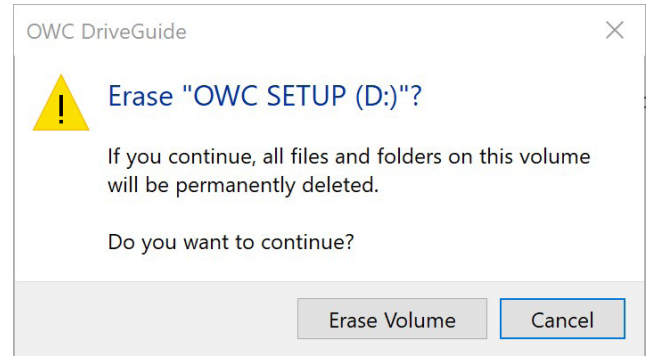 OWC DriveGuide
Erase "OWC SETUP (D:)"?
If you continue, all files and folders on this volume
will be permanently deleted.
Do you want to continue?
Erase Volume
Cancel